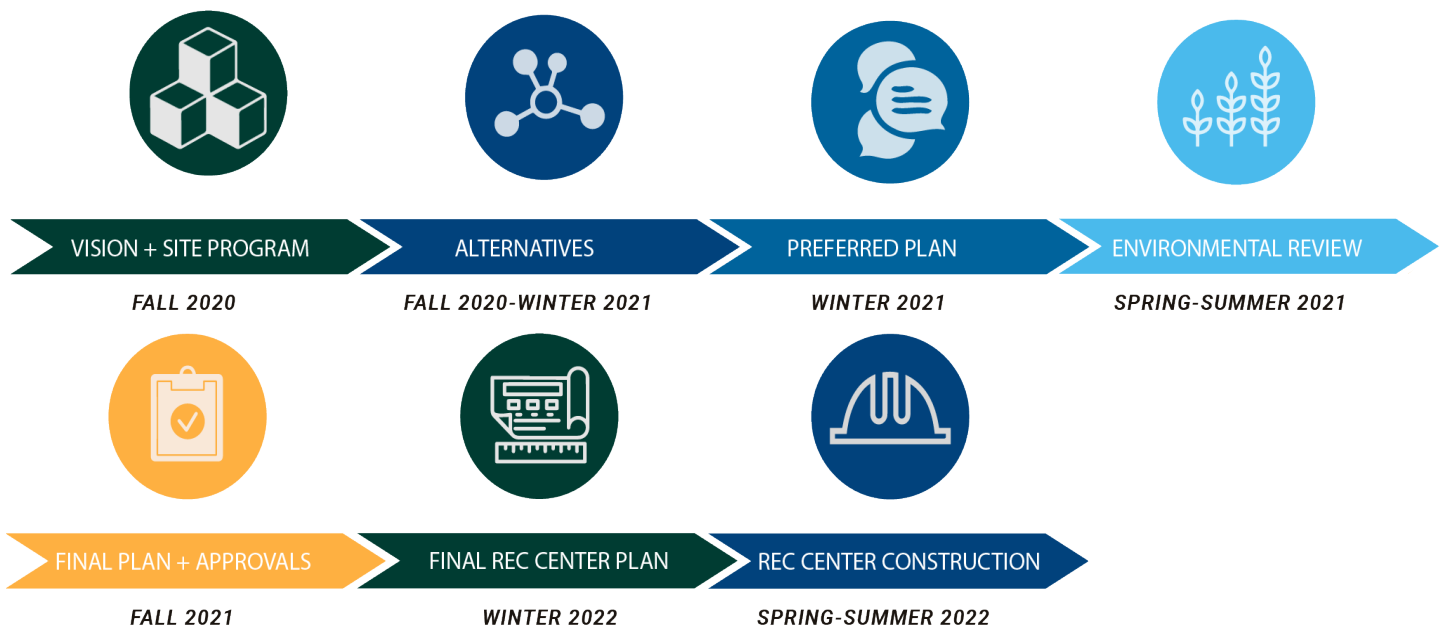 VISION + SITE PROGRAM
ALTERNATIVES
PREFERRED PLAN
ENVIRONMENTAL REVIEW
FALL 2020
FALL 2020-WINTER 2021
WINTER 2021
SPRING-SUMMER 2021
FINAL PLAN + APPROVALS
FINAL REC CENTER PLAN
REC CENTER CONSTRUCTION
FALL 2021
WINTER 2022
SPRING-SUMMER 2022